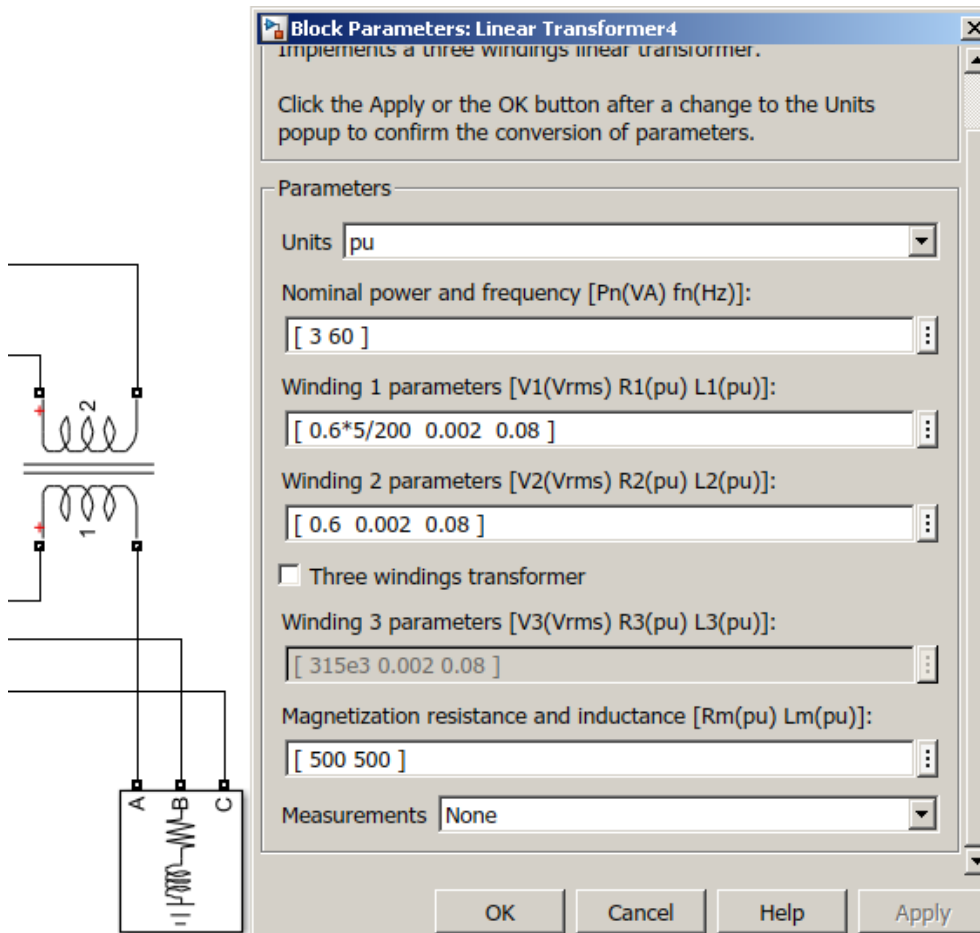 Block Parameters: Linear Transformer4
Implements a three windings linear transformer.
Click the Apply or the OK button after a change to the Units
popup to confirm the conversion of parameters.
Parameters
Units pu
Nominal power and frequency [Pn(VA) fn(Hz)]:
[ 3 60 ]
Winding 1 parameters [V1(Vrms) R1(pu) L1(pu)]:
[ 0.6*5/200 0.002 0.08 ]
Winding 2 parameters [V2(Vrms) R2(pu) L2(pu)]:
[ 0.6 0.002 0.08 ]
Three windings transformer
Winding 3 parameters [V3(Vrms) R3(pu) L3(pu)]:
[ 315e3 0.002 0.08 ]
Magnetization resistance and inductance [Rm(pu) Lm(pu)]:
[ 500 500 ]
Measurements None
OK Cancel Help Apply
+ 2
+ 1
A B C